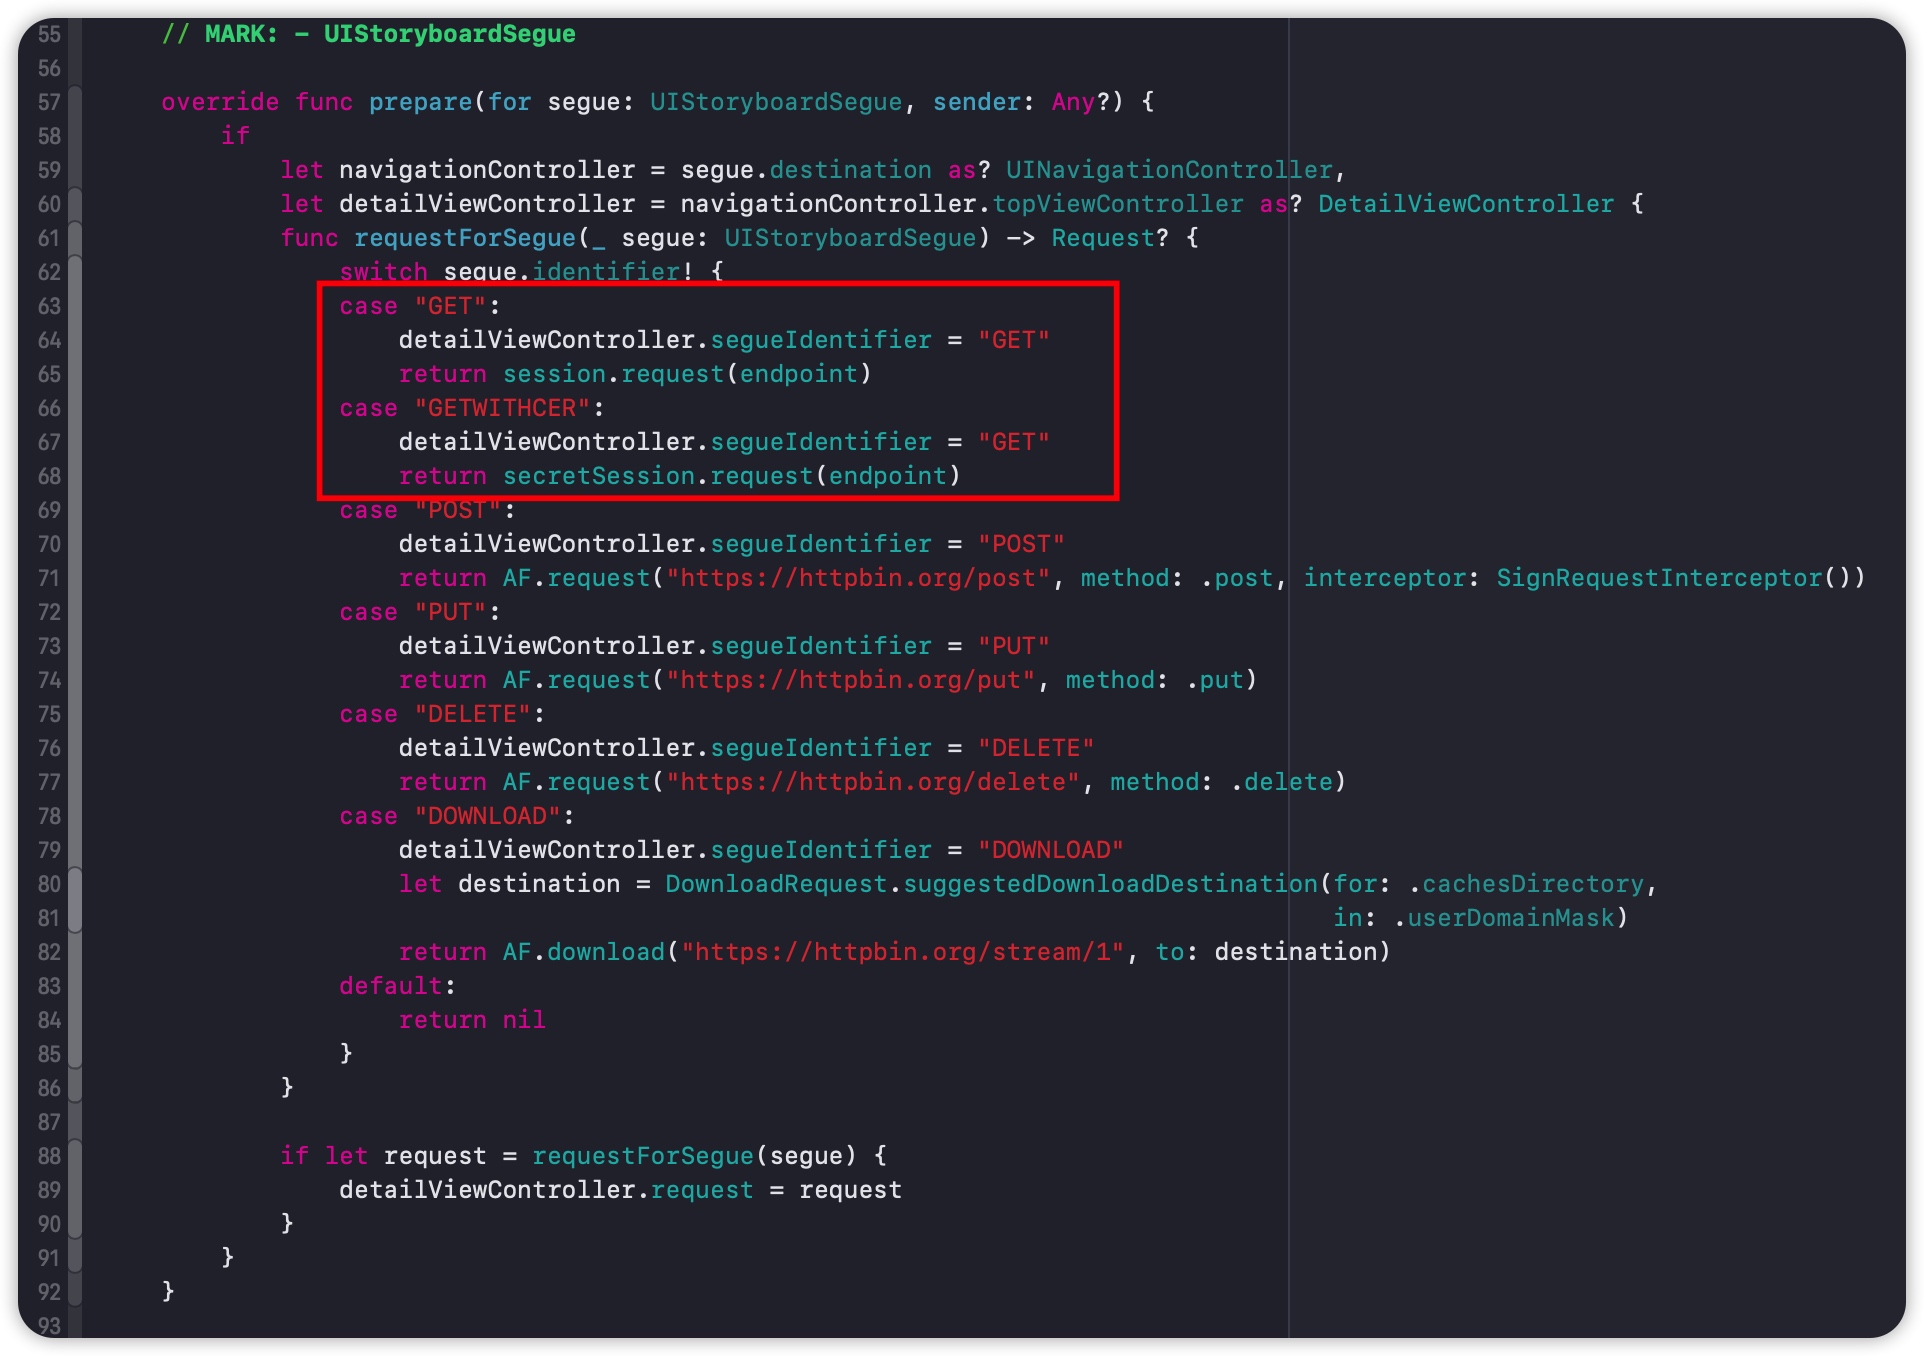 55 // MARK: - UIStoryboardSegue
56
57 override func prepare(for segue: UIStoryboardSegue, sender: Any?) {
58 if
59 let navigationController = segue.destination as? UINavigationController,
60 let detailViewController = navigationController.topViewController as? DetailViewController {
61 func requestForSegue(_ segue: UIStoryboardSegue) -> Request? {
62 switch segue.identifier! {
63 case "GET":
64 detailViewController.segueIdentifier = "GET"
65 return session.request(endpoint)
66 case "GETWITHCER":
67 detailViewController.segueIdentifier = "GET"
68 return secretSession.request(endpoint)
69 case "POST":
70 detailViewController.segueIdentifier = "POST"
71 return AF.request("https://httpbin.org/post", method: .post, interceptor: SignRequestInterceptor())
72 case "PUT":
73 detailViewController.segueIdentifier = "PUT"
74 return AF.request("https://httpbin.org/put", method: .put)
75 case "DELETE":
76 detailViewController.segueIdentifier = "DELETE"
77 return AF.request("https://httpbin.org/delete", method: .delete)
78 case "DOWNLOAD":
79 detailViewController.segueIdentifier = "DOWNLOAD"
80 let destination = DownloadRequest.suggestedDownloadDestination(for: .cachesDirectory,
81 in: .userDomainMask)
82 return AF.download("https://httpbin.org/stream/1", to: destination)
83 default:
84 return nil
85 }
86 }
87
88 if let request = requestForSegue(segue) {
89 detailViewController.request = request
90 }
91 }
92 }
93